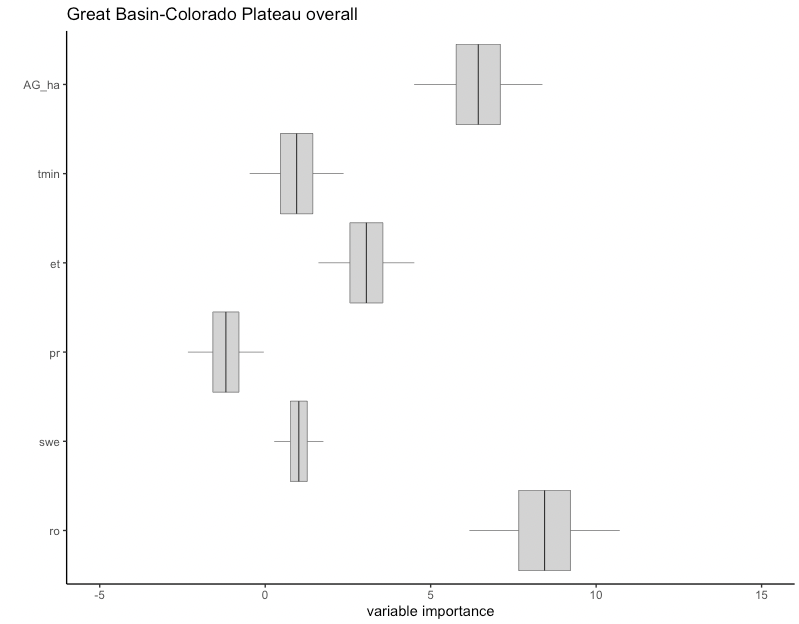 Great Basin-Colorado Plateau overall
AG_ha
tmin
et
pr
swe
ro
-5 0 5 10 15
variable importance